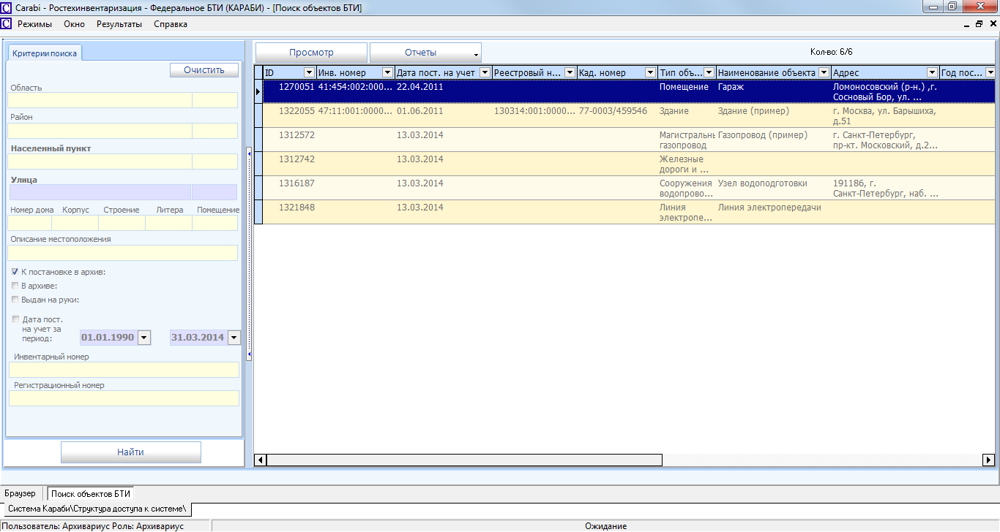 Carabi - Ростехинвентаризация - Федеральное БТИ (КАРАБИ) - [Поиск объектов БТИ]
Режимы Окно Результаты Справка
Критерии поиска
Очистить
Область
Район
Населенный пункт
Улица
Номер дома Корпус Строение Литера Помещение
Описание местоположения
К постановке в архив:
В архиве:
Выдан на руки:
Дата пост.
на учет за
период:
01.01.1990 31.03.2014
Инвентарный номер
Регистрационный номер
Найти
Просмотр Отчеты Кол-во: 6/6
ID Инв. номер Дата пост. на учет Реестровый н... Кад. номер Тип объ... Наименование объекта Адрес Год пос...
1270051 41:454:002:000... 22.04.2011 Помещение Гараж Ломоносовский (р-н.) ,г.
Сосновый Бор, ул. ...
1322055 47:11:001:0000... 01.06.2011 130314:001:0000... 77-0003/459546 Здание Здание (пример) г. Москва, ул. Барышиха,
д.51
1312572 13.03.2014 Магистральн Газопровод (пример) г. Санкт-Петербург,
газопровод пр-кт. Московский, д.2...
1312742 13.03.2014 Железные
дороги и ...
1316187 13.03.2014 Сооружения Узел водоподготовки 191186, г.
водопрово... Санкт-Петербург, наб. ...
1321848 13.03.2014 Линия Линия электропередачи
электропе...
Браузер Поиск объектов БТИ
Система Караби\Структура доступа к системе\
Пользователь: Архивариус Роль: Архивариус Ожидание